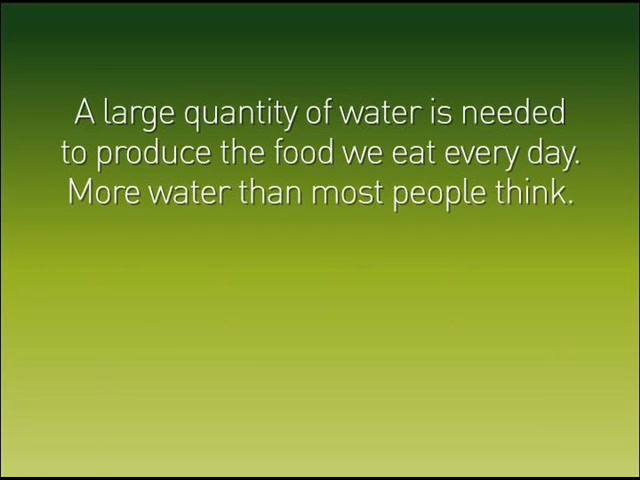 A large quantity of water is needed
to produce the food we eat every day.
More water than most people think.